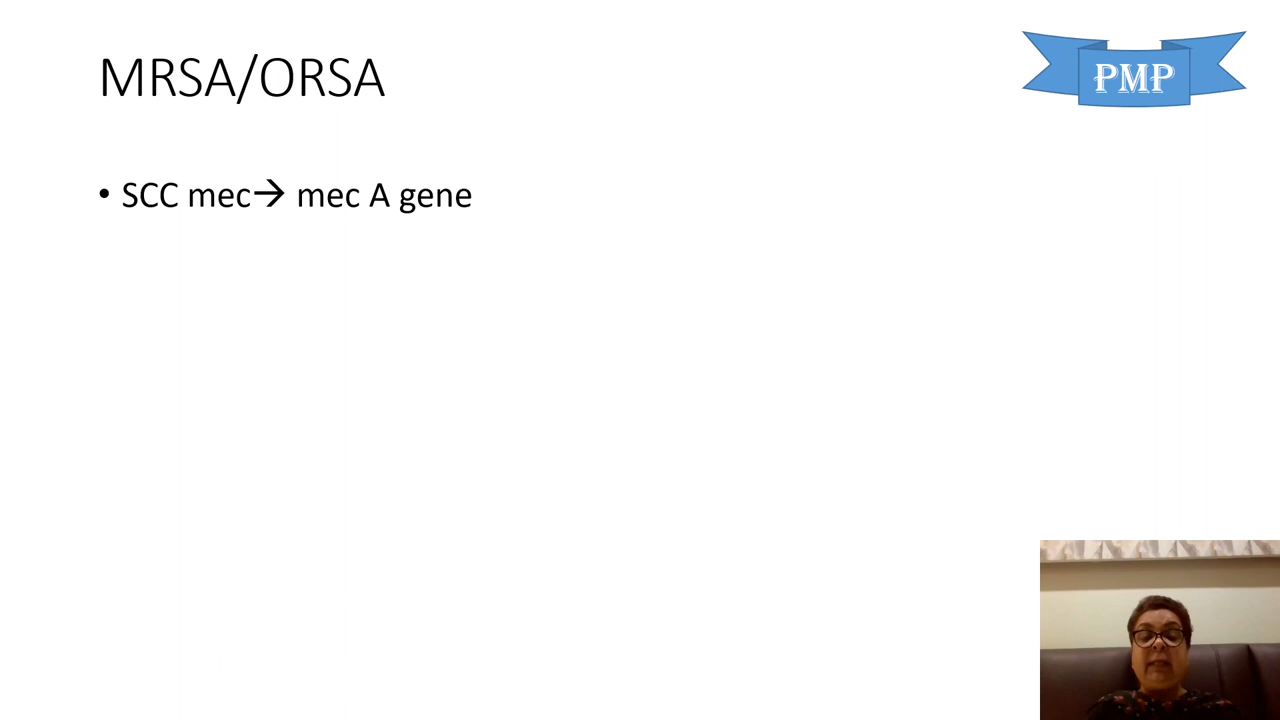 MRSA/ORSA
PMP
• SCC mec→ mec A gene